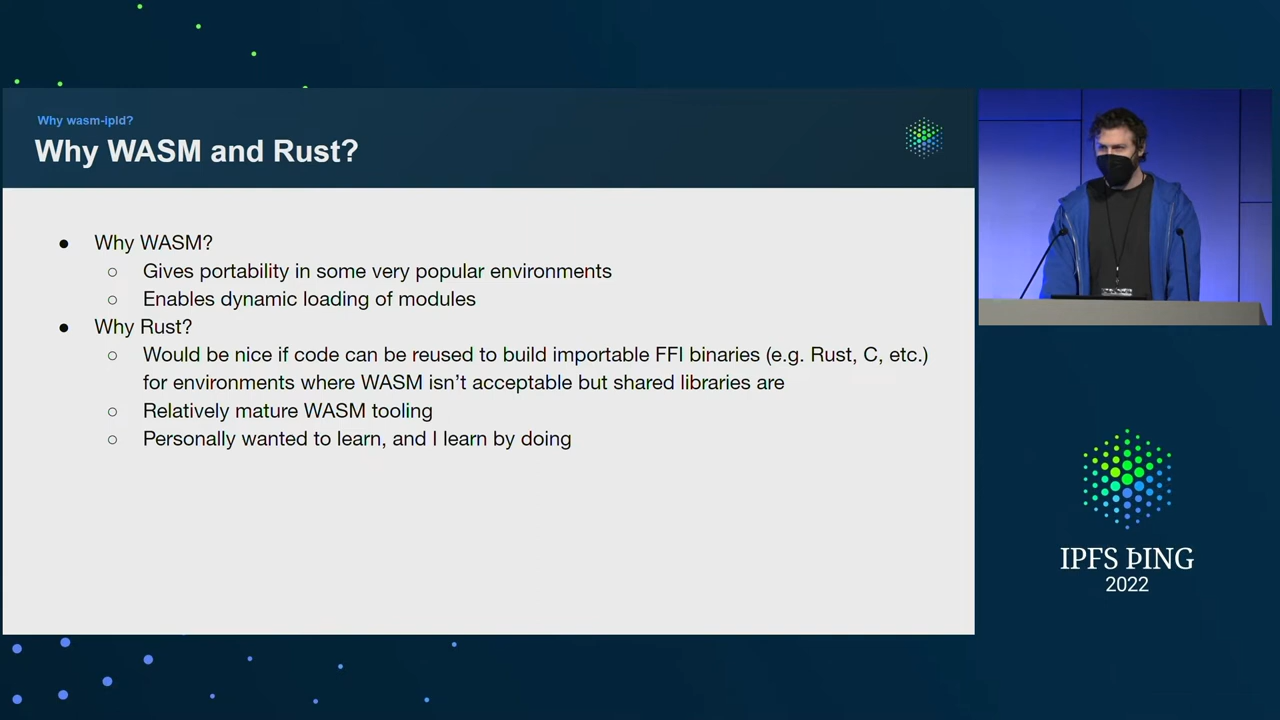 Why wasm-ipld?
Why WASM and Rust?
● Why WASM?
○ Gives portability in some very popular environments
○ Enables dynamic loading of modules
● Why Rust?
○ Would be nice if code can be reused to build importable FFI binaries (e.g. Rust, C, etc.)
for environments where WASM isn’t acceptable but shared libraries are
○ Relatively mature WASM tooling
○ Personally wanted to learn, and I learn by doing
IPFS ÞING
2022